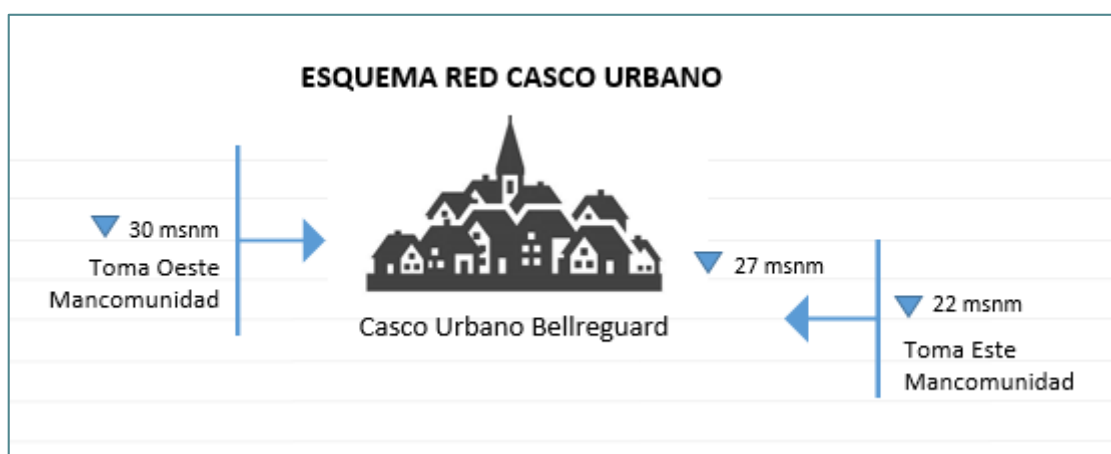 ESQUEMA RED CASCO URBANO
30 msnm
Toma Oeste
Mancomunidad
Casco Urbano Bellreguard
27 msnm
22 msnm
Toma Este
Mancomunidad